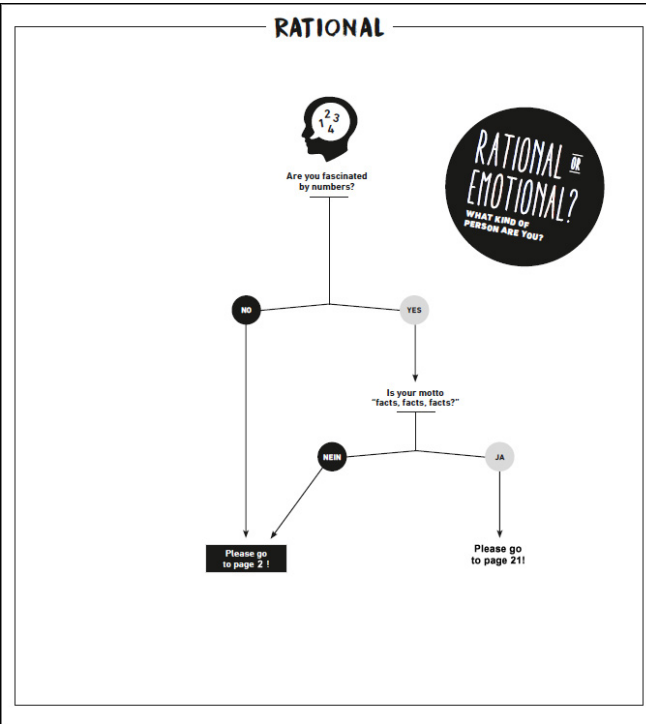 RATIONAL
1 2 3
4
Are you fascinated
by numbers?
RATIONAL OR
EMOTIONAL?
WHAT KIND OF
PERSON ARE YOU?
NO
YES
Is your motto
"facts, facts, facts?"
NEIN
JA
Please go
to page 2 !
Please go
to page 21!